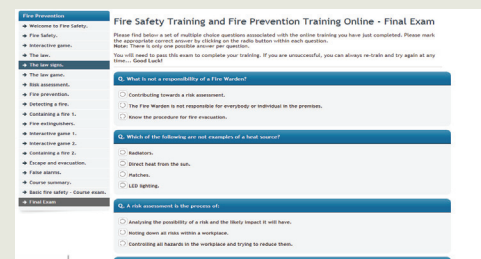 Fire Prevention
➔ Welcome to Fire Safety.
➔ Fire Safety.
➔ Interactive game.
➔ The law.
➔ The law signs.
➔ The law game.
➔ Risk assessment.
➔ Fire prevention.
➔ Detecting a fire.
➔ Containing a fire 1.
➔ Fire extinguishers.
➔ Interactive game 1.
➔ Interactive game 2.
➔ Containing a fire 2.
➔ Escape and evacuation.
➔ False alarms.
➔ Course summary.
➔ Basic fire safety - Course exam.
➔ Final Exam
Fire Safety Training and Fire Prevention Training Online - Final Exam
Please find below a set of multiple choice questions associated with the online training you have just completed. Please mark
the appropriate correct answer by clicking on the radio button within each question.
Note: There is only one possible answer per question.
You will need to pass this exam to complete your training. If you are unsuccessful, you can always re-train and try again at any
time... Good Luck!
Q. What is not a responsibility of a Fire Warden?
Contributing towards a risk assessment.
The Fire Warden is not responsible for everybody or individual in the premises.
Know the procedure for fire evacuation.
Q. Which of the following are not examples of a heat source?
Radiators.
Direct heat from the sun.
Matches.
LED lighting.
Q. A risk assessment is the process of:
Analysing the possibility of a risk and the likely impact it will have.
Noting down all risks within a workplace.
Controlling all hazards in the workplace and trying to reduce them.